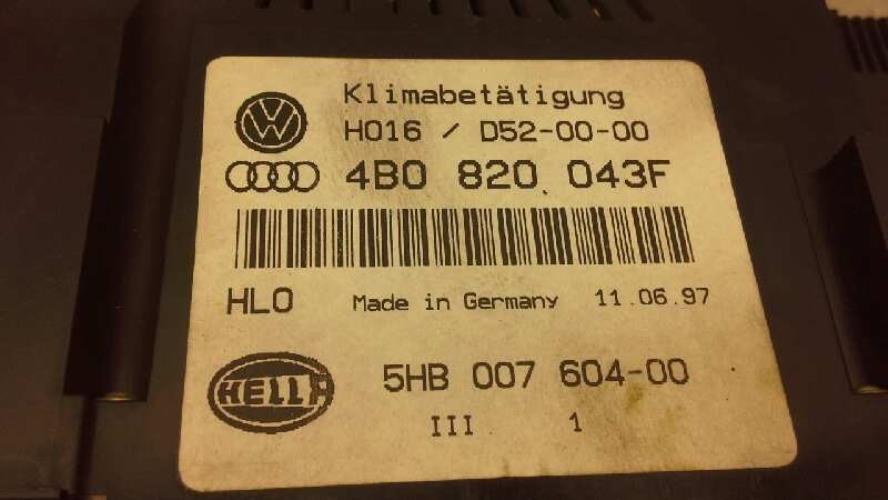 Klimabetätigung
H016 / D52-00-00
4B0 820 043F
HLO Made in Germany 11.06.97
HELLA 5HB 007 604-00
III 1